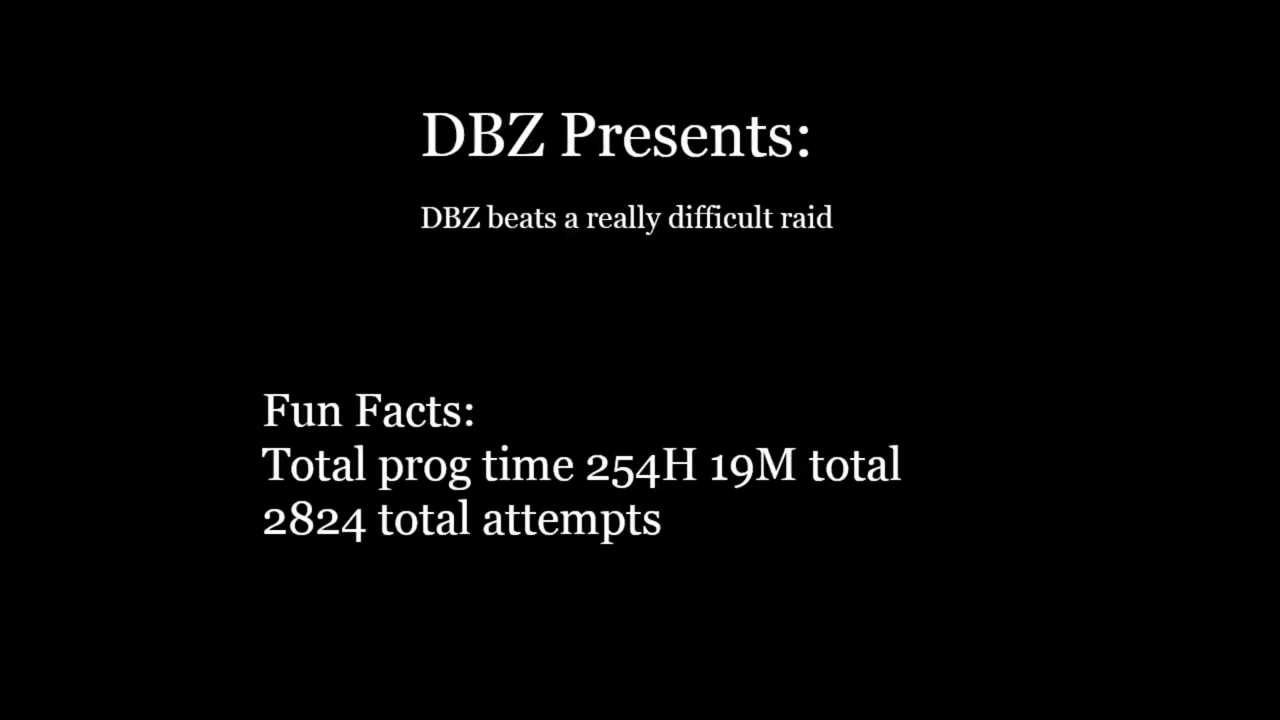 DBZ Presents:
DBZ beats a really difficult raid
Fun Facts:
Total prog time 254H 19M total
2824 total attempts